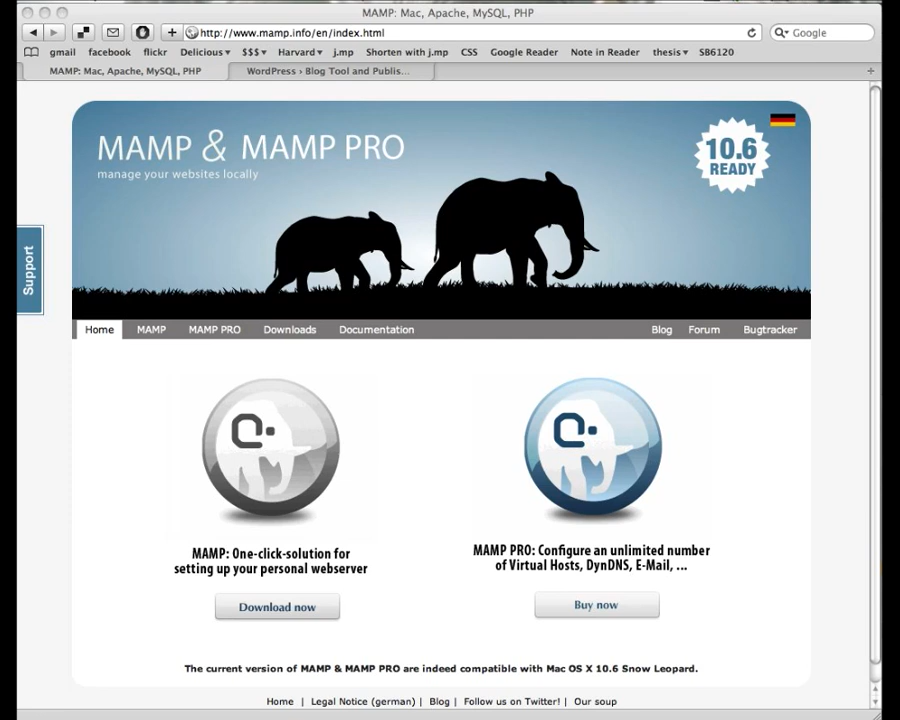 MAMP: Mac, Apache, MySQL, PHP
http://www.mamp.info/en/index.html
Google
gmail facebook flickr Delicious $$$ Harvard j.mp Shorten with j.mp CSS Google Reader Note in Reader thesis SB6120
MAMP: Mac, Apache, MySQL, PHP
WordPress › Blog Tool and Publis...
MAMP & MAMP PRO
manage your websites locally
10.6
READY
Support
Home MAMP MAMP PRO Downloads Documentation Blog Forum Bugtracker
MAMP: One-click-solution for
setting up your personal webserver
Download now
MAMP PRO: Configure an unlimited number
of Virtual Hosts, DynDNS, E-Mail, ...
Buy now
The current version of MAMP & MAMP PRO are indeed compatible with Mac OS X 10.6 Snow Leopard.
Home | Legal Notice (german) | Blog | Follow us on Twitter! | Our soup